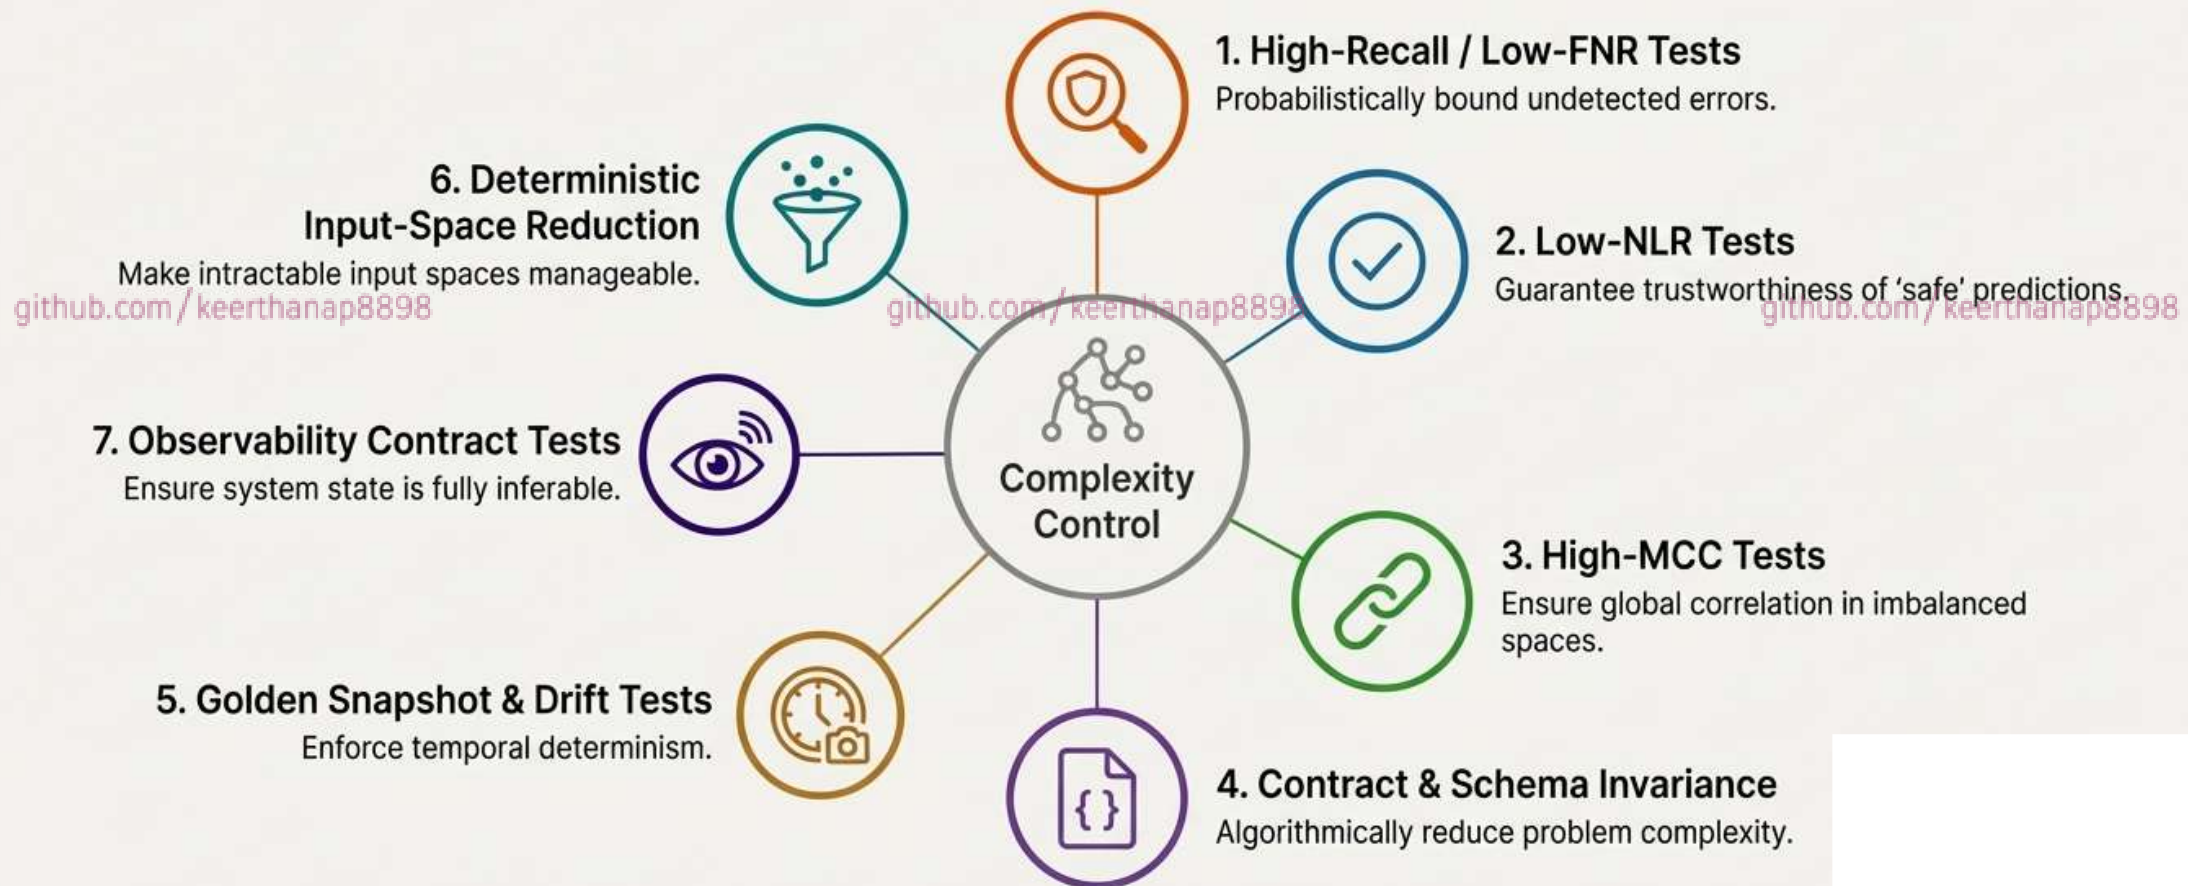 1. High-Recall / Low-FNR Tests
Probabilistically bound undetected errors.
2. Low-NLR Tests
Guarantee trustworthiness of ‘safe’ predictions.
3. High-MCC Tests
Ensure global correlation in imbalanced
spaces.
4. Contract & Schema Invariance
Algorithmically reduce problem complexity.
5. Golden Snapshot & Drift Tests
Enforce temporal determinism.
6. Deterministic
Input-Space Reduction
Make intractable input spaces manageable.
7. Observability Contract Tests
Ensure system state is fully inferable.
Complexity
Control
{ }
github.com/keerthanap8898
github.com/keerthanap8898
github.com/keerthanap8898